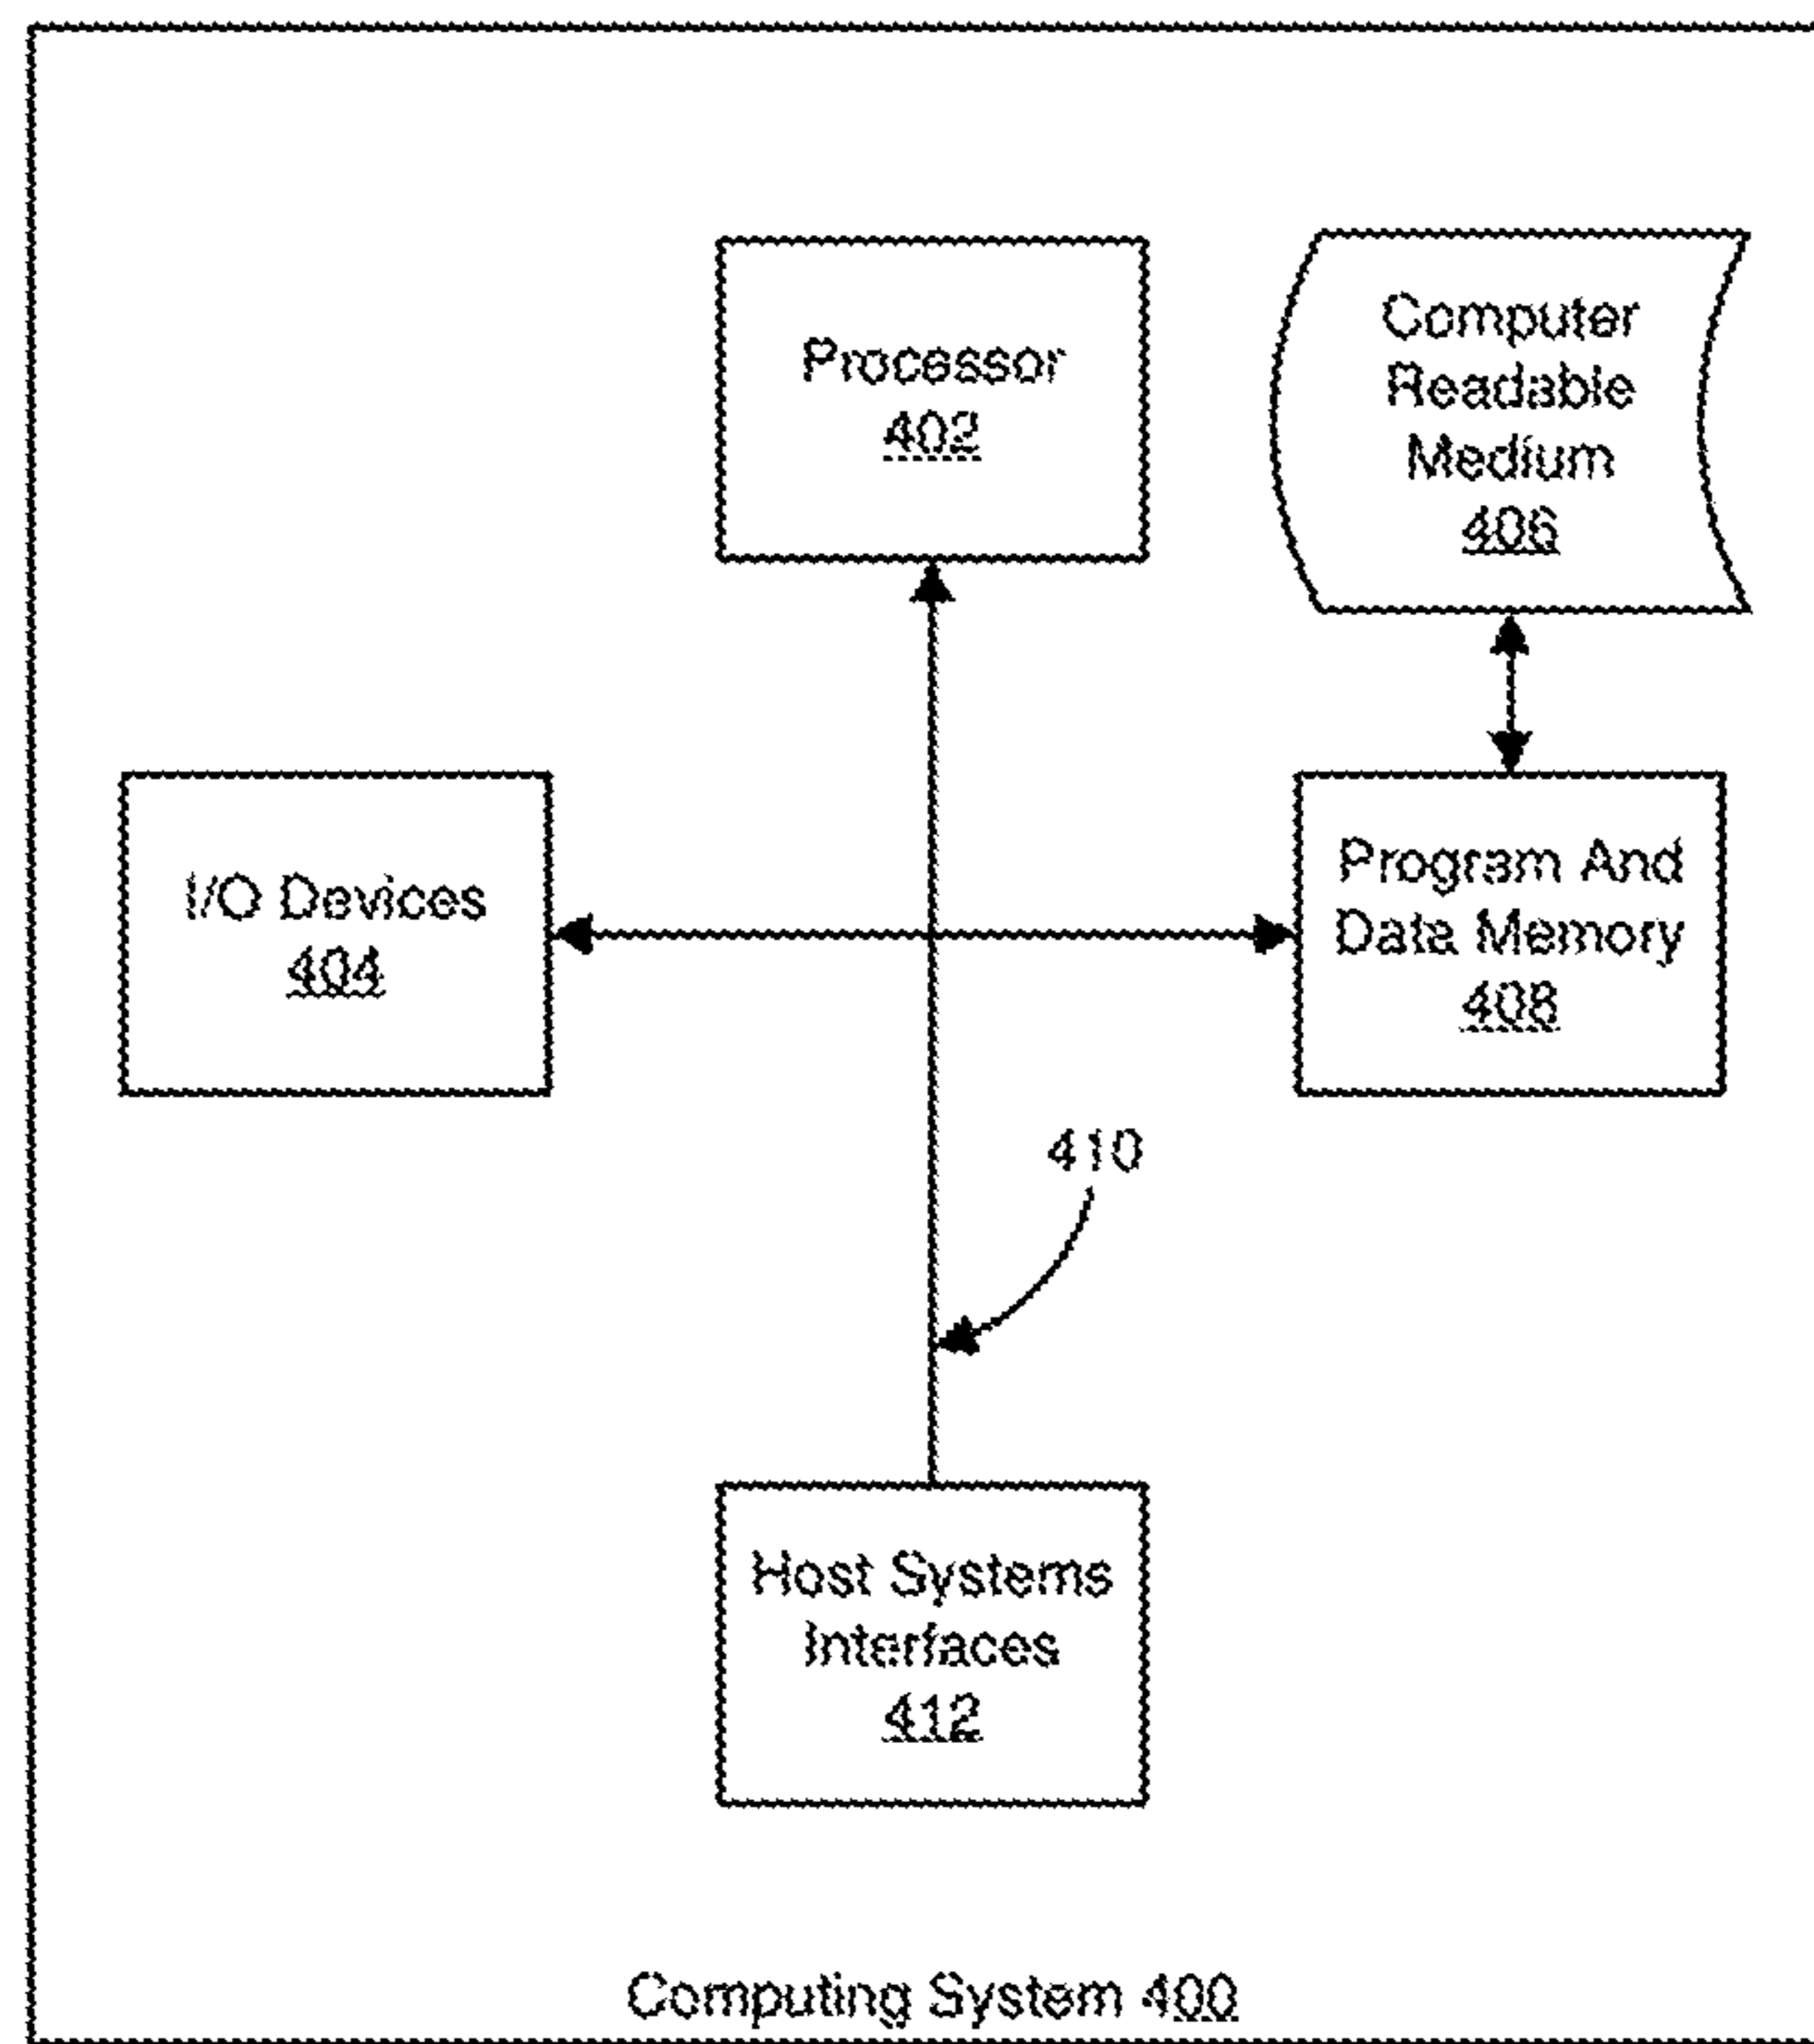 Processor
402
Computer
Readable
Medium
406
I/O Devices
404
Program And
Data Memory
408
410
Host Systems
Interfaces
412
Computing System 400